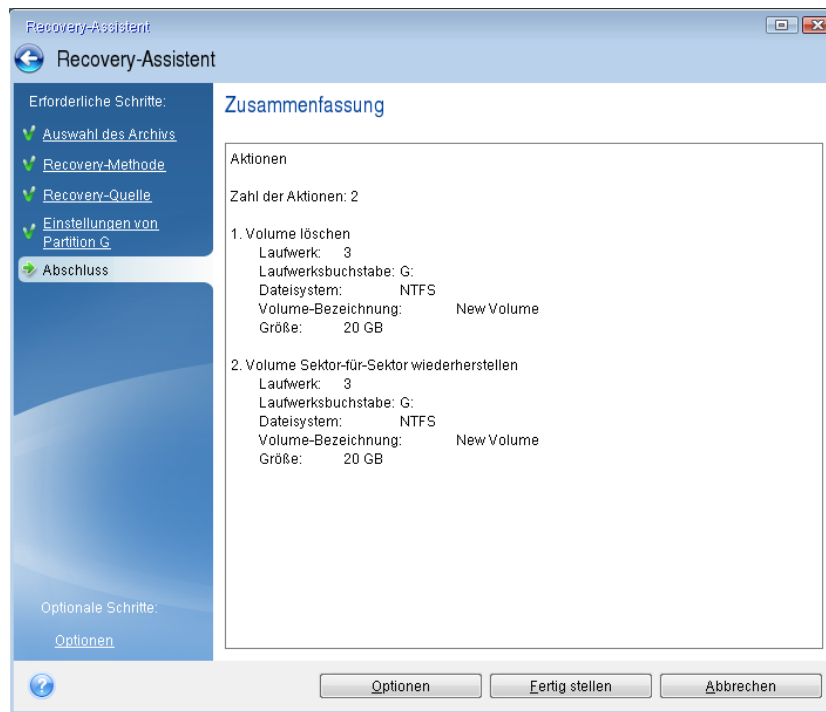 Recovery-Assistent
Recovery-Assistent
Erforderliche Schritte:
Auswahl des Archivs
Recovery-Methode
Recovery-Quelle
Einstellungen von
Partition G
Abschluss
Optionale Schritte:
Optionen
Zusammenfassung
Aktionen
Zahl der Aktionen: 2
1. Volume löschen
Laufwerk: 3
Laufwerksbuchstabe: G:
Dateisystem: NTFS
Volume-Bezeichnung: New Volume
Größe: 20 GB
2. Volume Sektor-für-Sektor wiederherstellen
Laufwerk: 3
Laufwerksbuchstabe: G:
Dateisystem: NTFS
Volume-Bezeichnung: New Volume
Größe: 20 GB
Optionen
Fertig stellen
Abbrechen